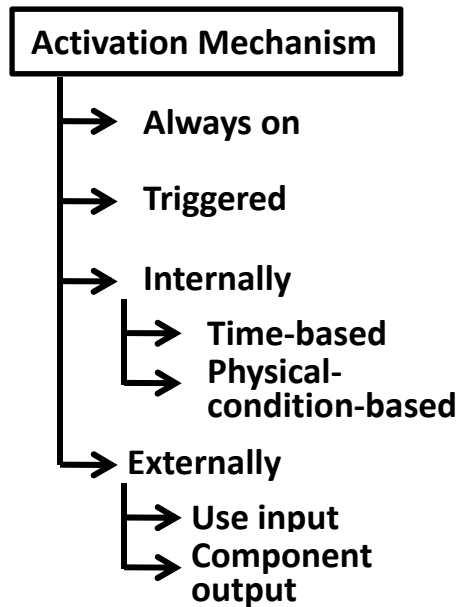 Activation Mechanism
Always on
Triggered
Internally
Time-based
Physical-
condition-based
Externally
Use input
Component
output